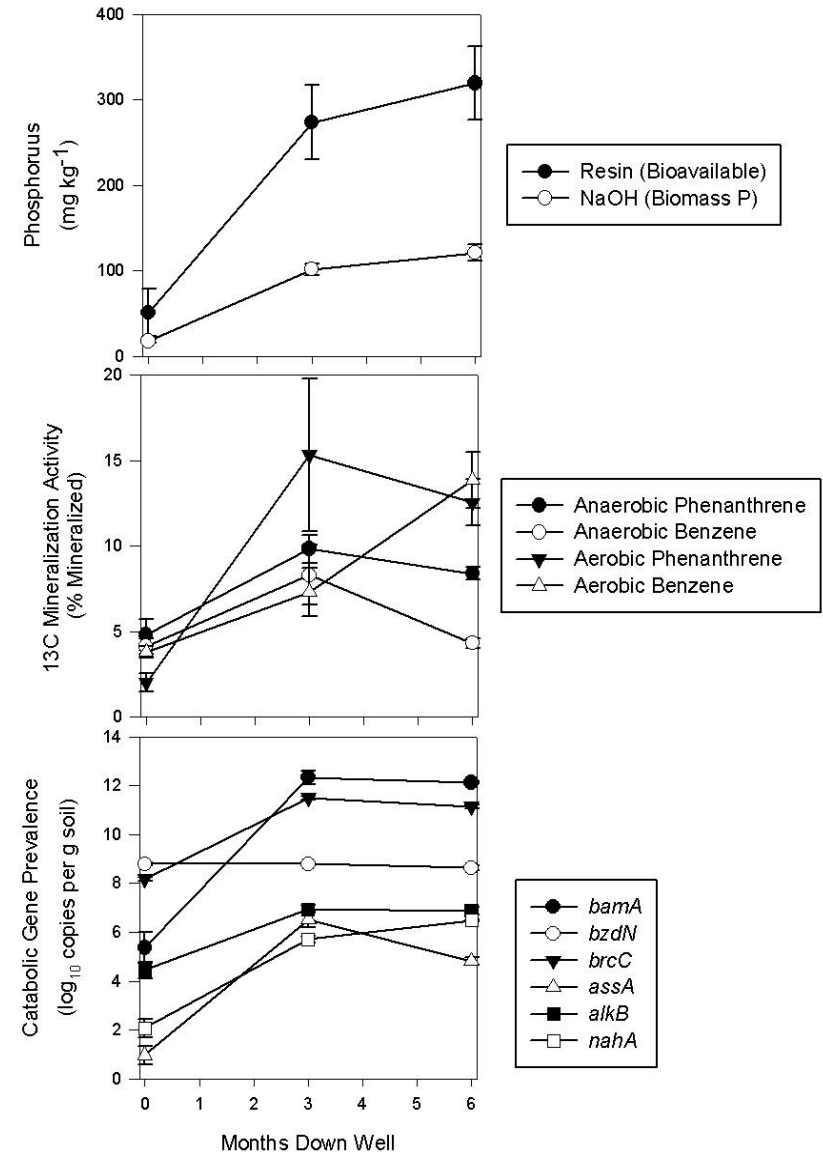 400
300
200
100
0
Phosphoruus
(mg kg⁻¹)
Resin (Bioavailable)
NaOH (Biomass P)
20
15
10
5
0
13C Mineralization Activity
(% Mineralized)
Anaerobic Phenanthrene
Anaerobic Benzene
Aerobic Phenanthrene
Aerobic Benzene
14
12
10
8
6
4
2
0
Catabolic Gene Prevalence
(log₁₀ copies per g soil)
bamA
bzdN
brcC
assA
alkB
nahA
0 1 2 3 4 5 6
Months Down Well